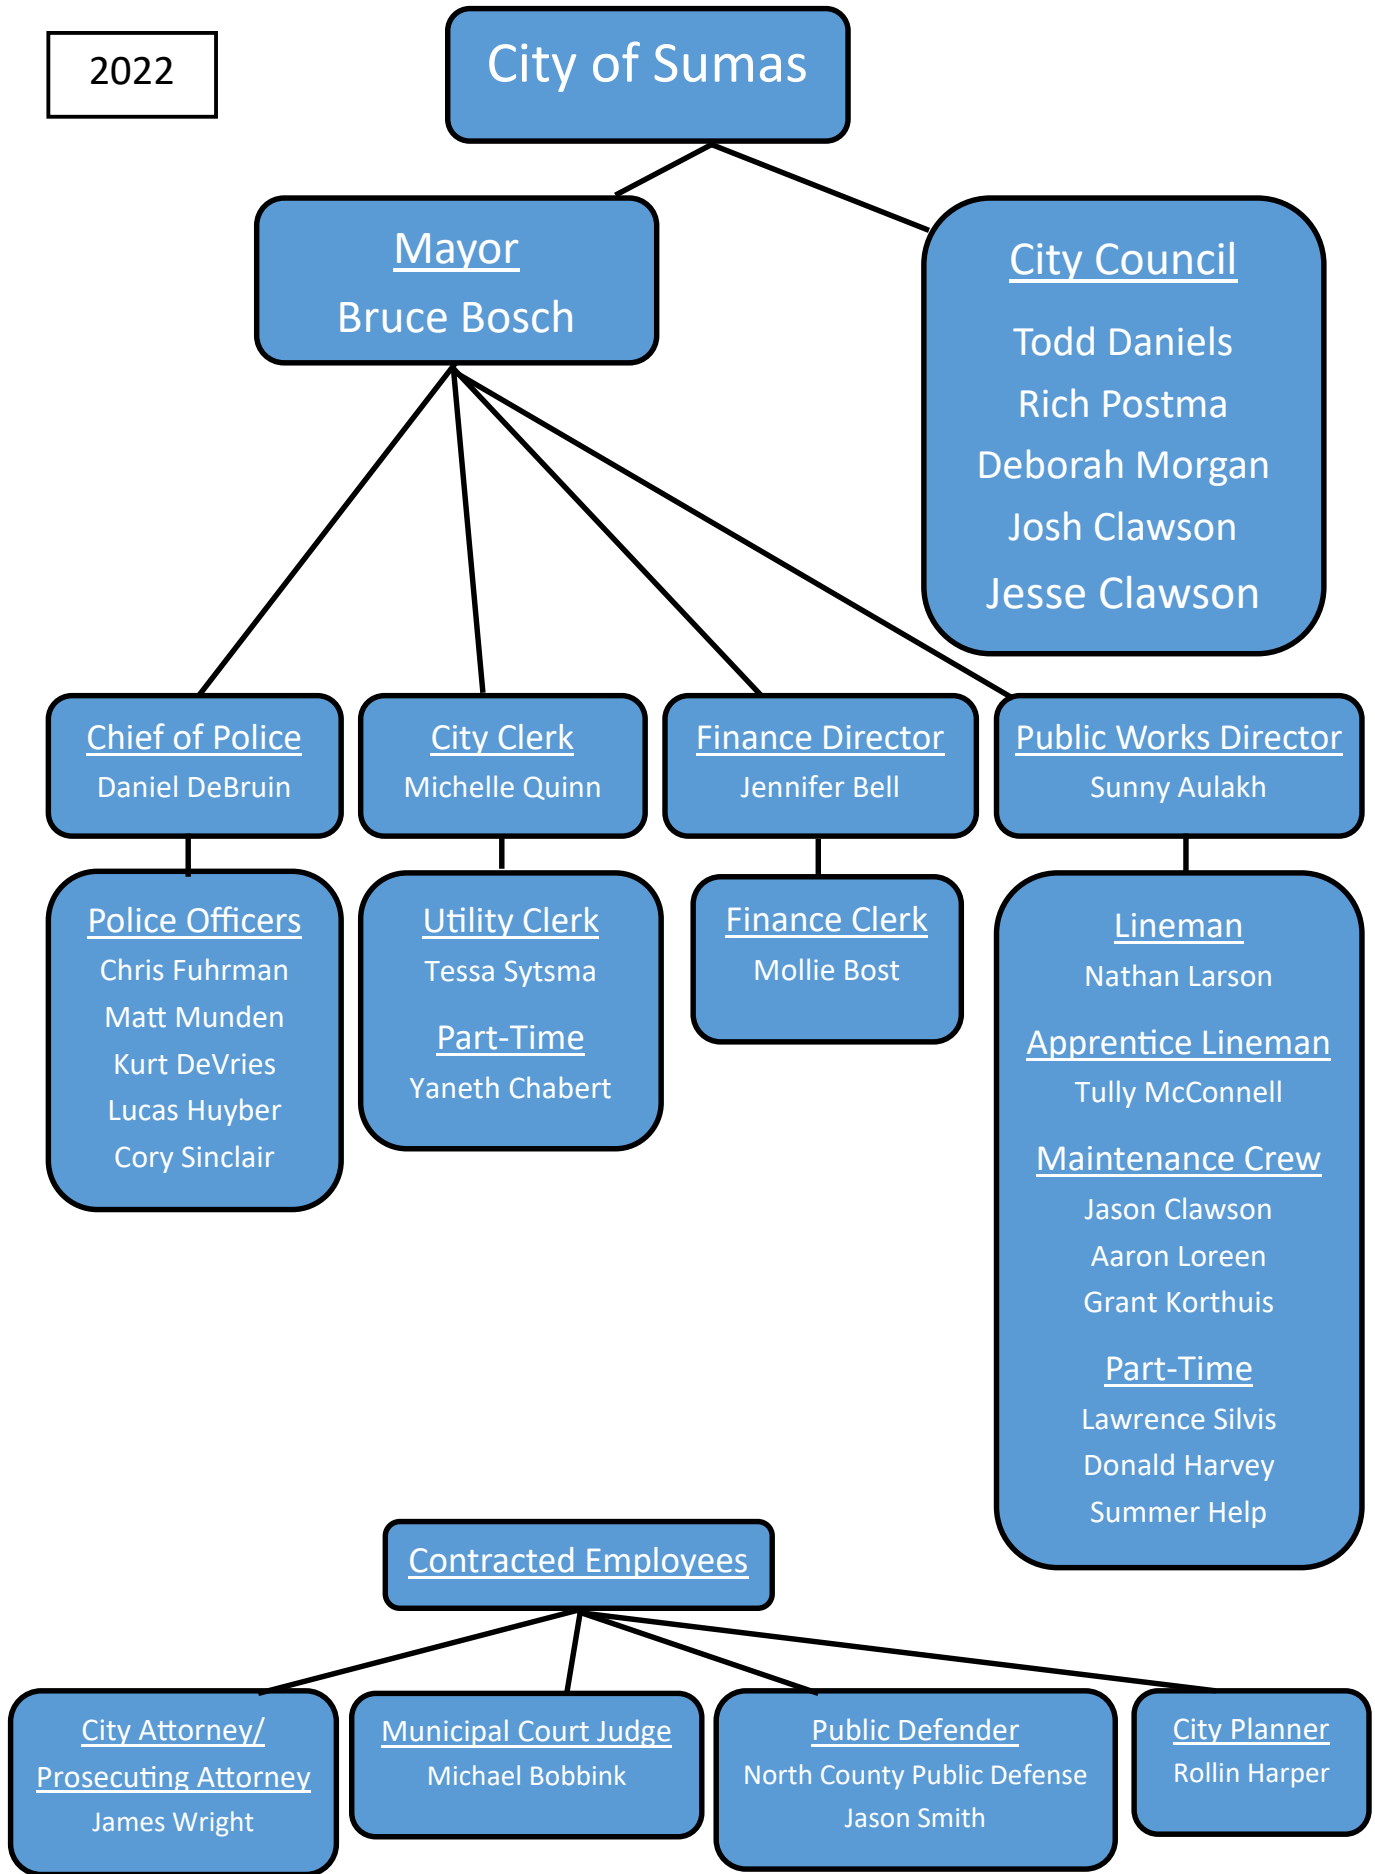 2022
City of Sumas
Mayor
Bruce Bosch
City Council
Todd Daniels
Rich Postma
Deborah Morgan
Josh Clawson
Jesse Clawson
Chief of Police
Daniel DeBruin
City Clerk
Michelle Quinn
Finance Director
Jennifer Bell
Public Works Director
Sunny Aulakh
Police Officers
Chris Fuhrman
Matt Munden
Kurt DeVries
Lucas Huyber
Cory Sinclair
Utility Clerk
Tessa Sytsma
Part-Time
Yaneth Chabert
Finance Clerk
Mollie Bost
Lineman
Nathan Larson
Apprentice Lineman
Tully McConnell
Maintenance Crew
Jason Clawson
Aaron Loreen
Grant Korthuis
Part-Time
Lawrence Silvis
Donald Harvey
Summer Help
Contracted Employees
City Attorney/
Prosecuting Attorney
James Wright
Municipal Court Judge
Michael Bobbink
Public Defender
North County Public Defense
Jason Smith
City Planner
Rollin Harper